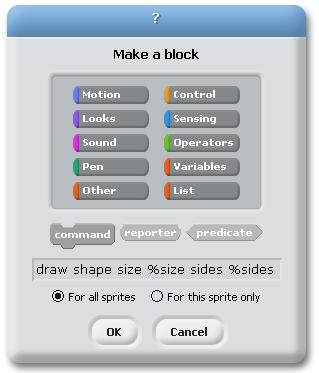 ?
Make a block
Motion Control
Looks Sensing
Sound Operators
Pen Variables
Other List
command reporter predicate
draw shape size %size sides %sides
For all sprites For this sprite only
OK Cancel